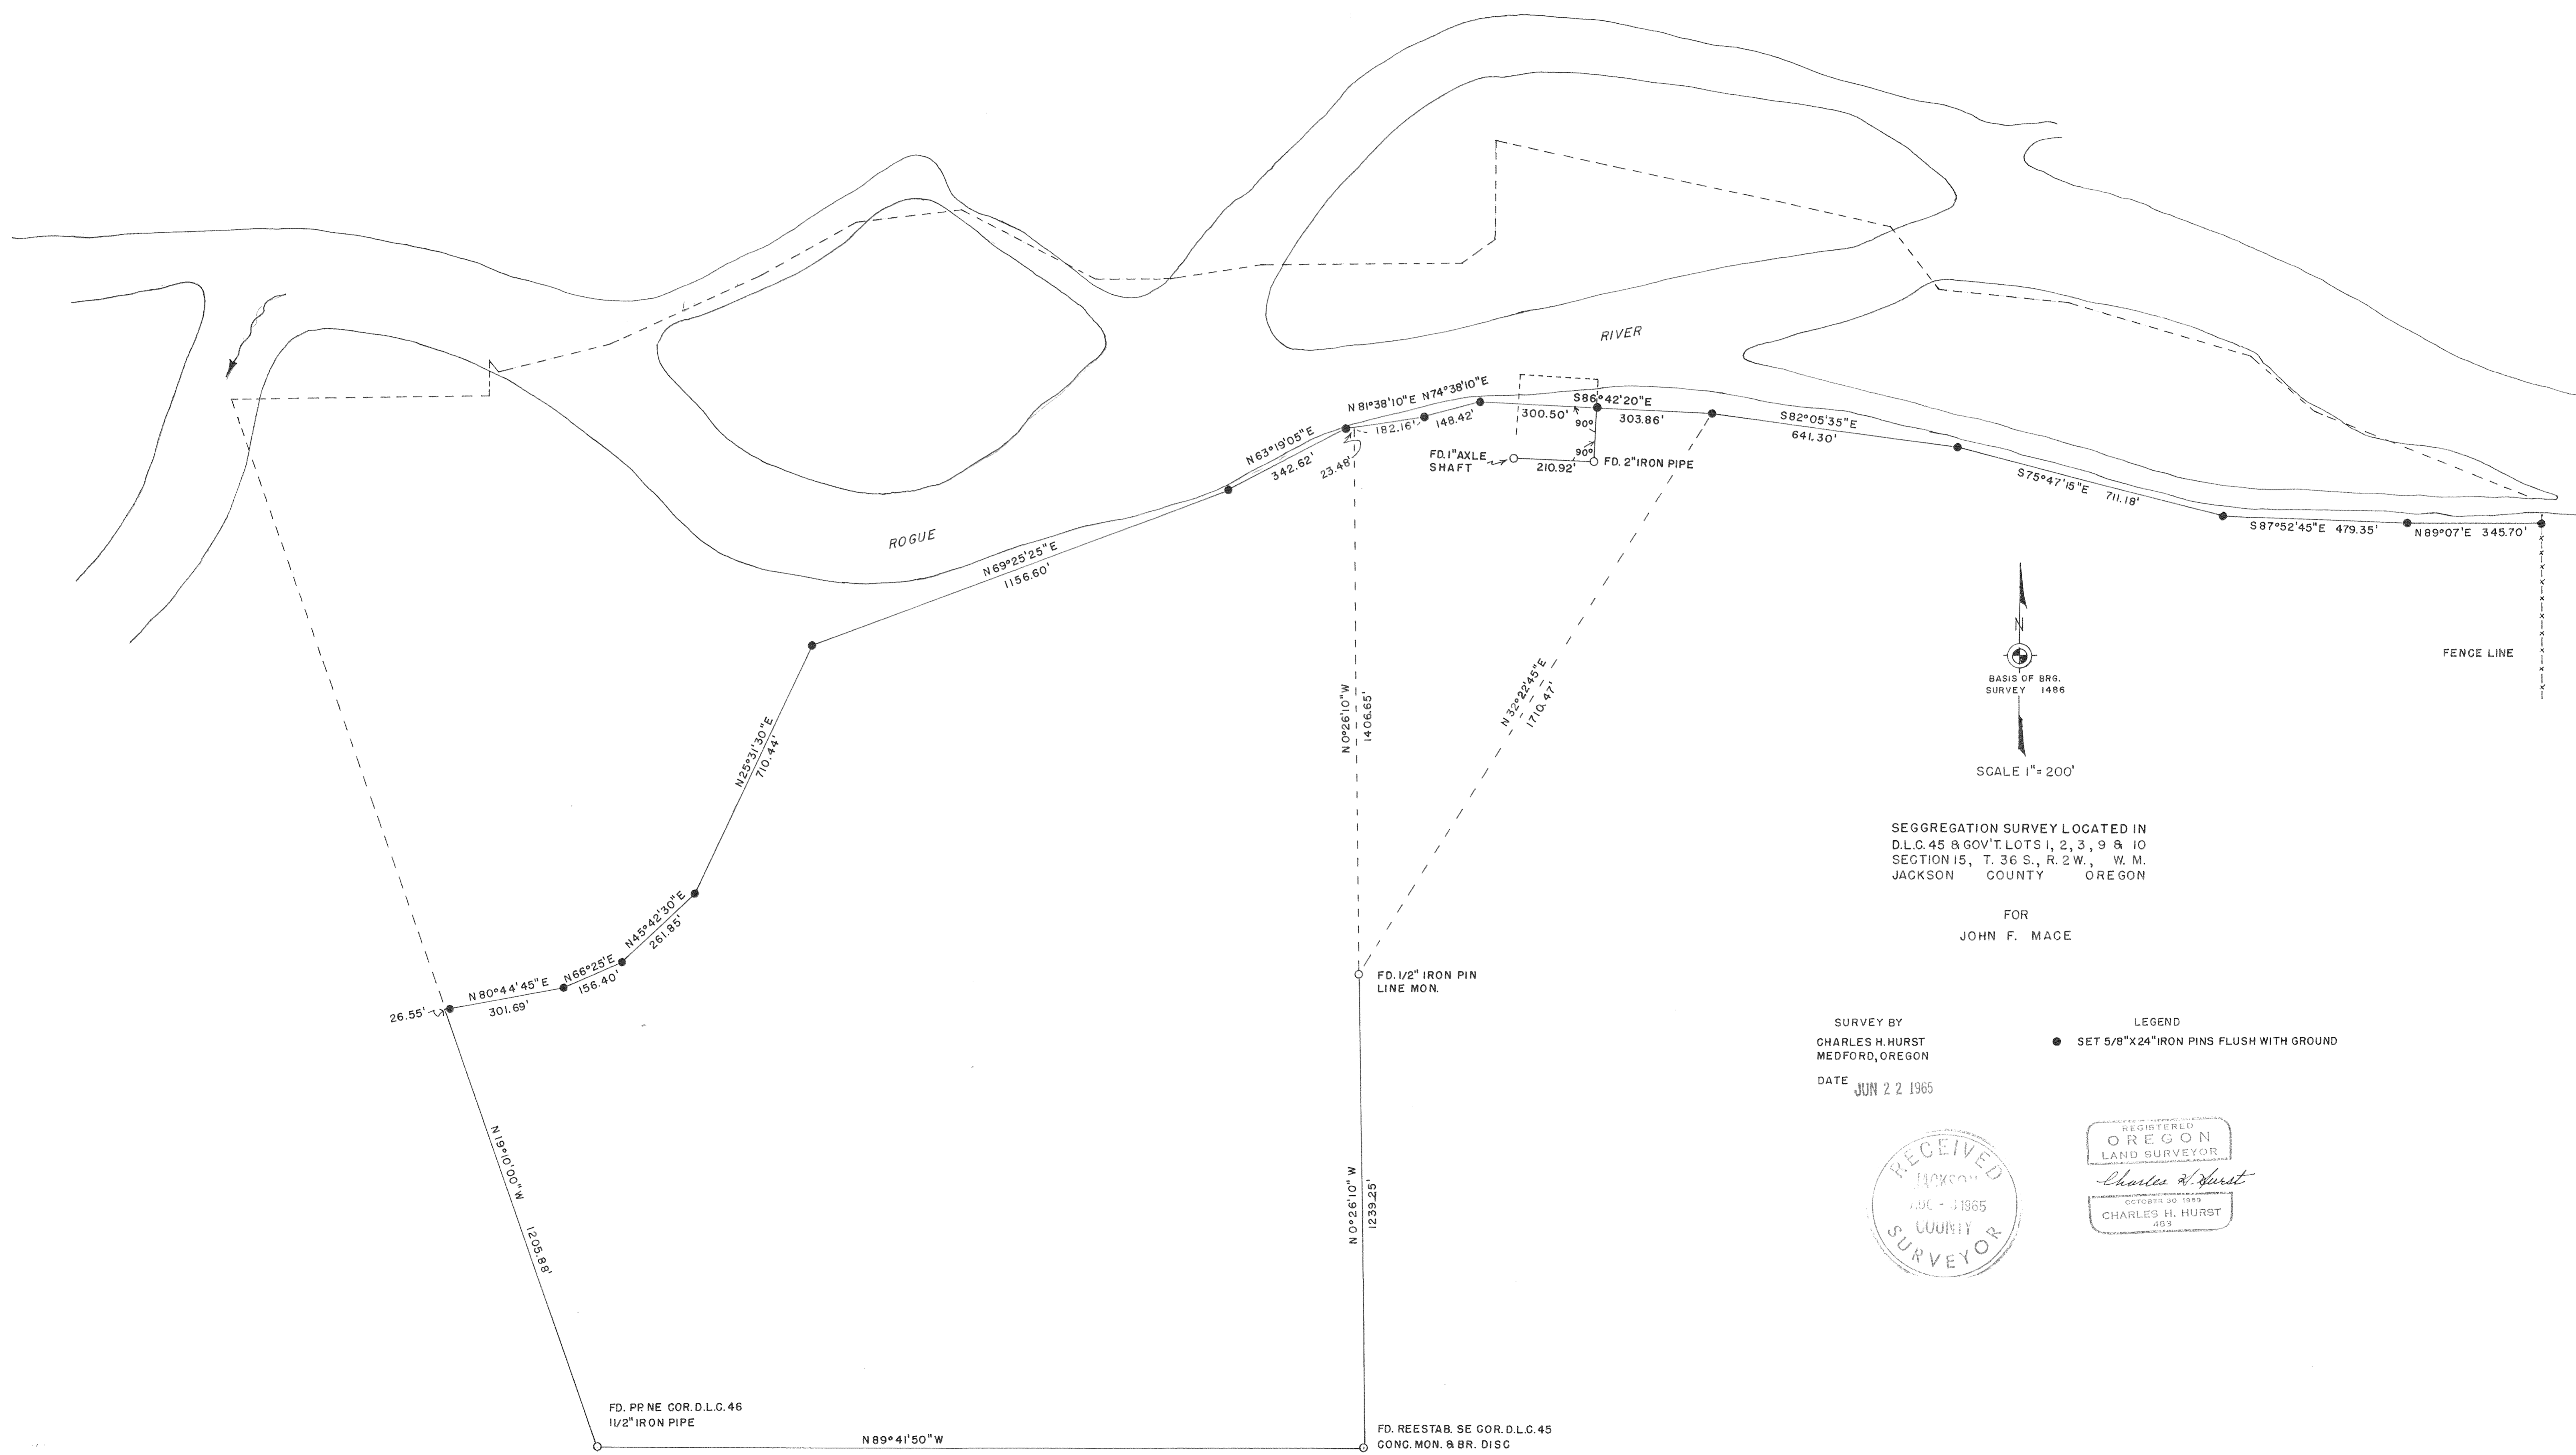 RIVER
ROGUE
N 81°38'10"E
N74°38'10"E
182.16'
148.42'
S86°42'20"E
300.50'
303.86'
90°
90°
FD. 1"AXLE
SHAFT
210.92'
FD. 2"IRON PIPE
S82°05'35"E
641.30'
S75°47'15"E 711.18'
S87°52'45"E 479.35'
N89°07'E 345.70'
N63°19'05"E
342.62'
23.48'
N69°25'25"E
1156.60'
N25°31'30"E
710.44'
N45°42'30"E
261.85'
N66°25'E
156.40'
N80°44'45"E
301.69'
26.55'
N19°10'00"W 1205.88'
N0°26'10"W
1406.65'
N32°22'45"E
1710.47'
FENCE LINE
N
BASIS OF BRG.
SURVEY 1486
SCALE 1"=200'
SEGGREGATION SURVEY LOCATED IN
D.L.C. 45 & GOV'T. LOTS 1, 2, 3, 9 & 10
SECTION 15, T. 36 S., R. 2 W., W. M.
JACKSON COUNTY OREGON
FOR
JOHN F. MACE
FD. 1/2" IRON PIN
LINE MON.
SURVEY BY
CHARLES H. HURST
MEDFORD, OREGON
DATE JUN 22 1965
LEGEND
SET 5/8"X24"IRON PINS FLUSH WITH GROUND
RECEIVED
JACKSON
1965
COUNTY
SURVEYOR
REGISTERED
OREGON
LAND SURVEYOR
Charles H. Hurst
OCTOBER 30, 1953
CHARLES H. HURST
483
N0°26'10"W
1239.25'
FD. PP. NE COR. D.L.C. 46
1 1/2" IRON PIPE
N89°41'50"W
FD. REESTAB. SE COR. D.L.C. 45
CONC. MON. & BR. DISC